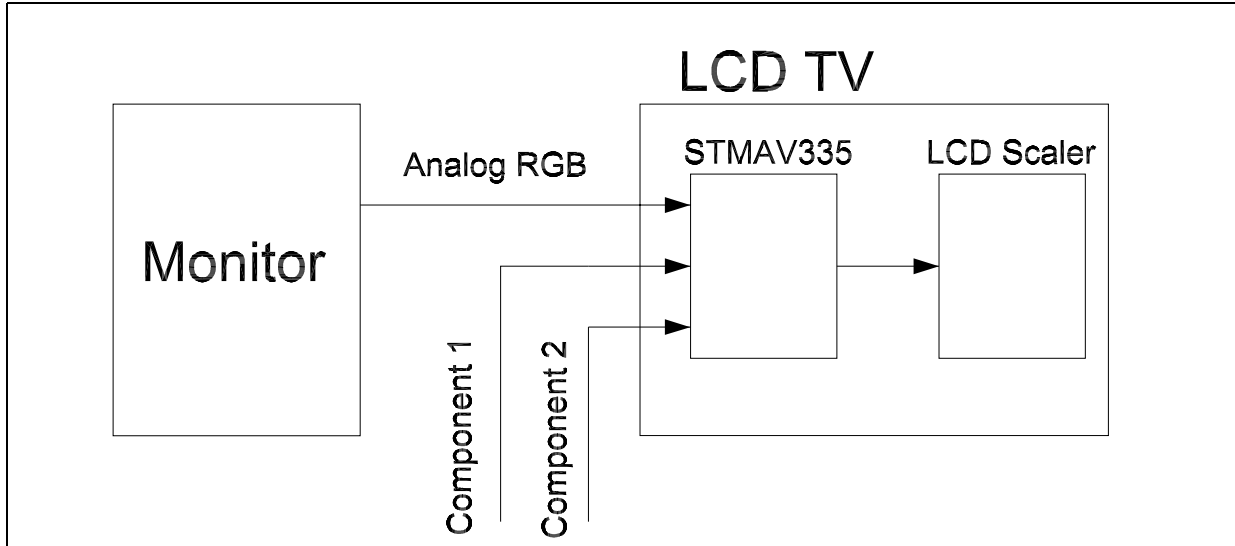 LCD TV
STMAV335
LCD Scaler
Analog RGB
Monitor
Component 1
Component 2